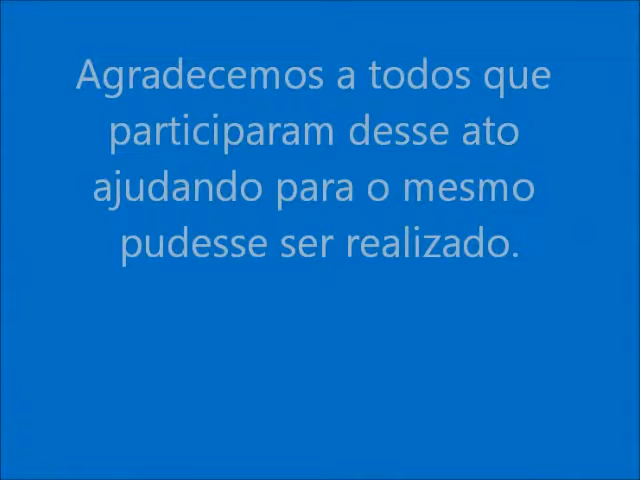 Agradecemos a todos que
participaram desse ato
ajudando para o mesmo
pudesse ser realizado.